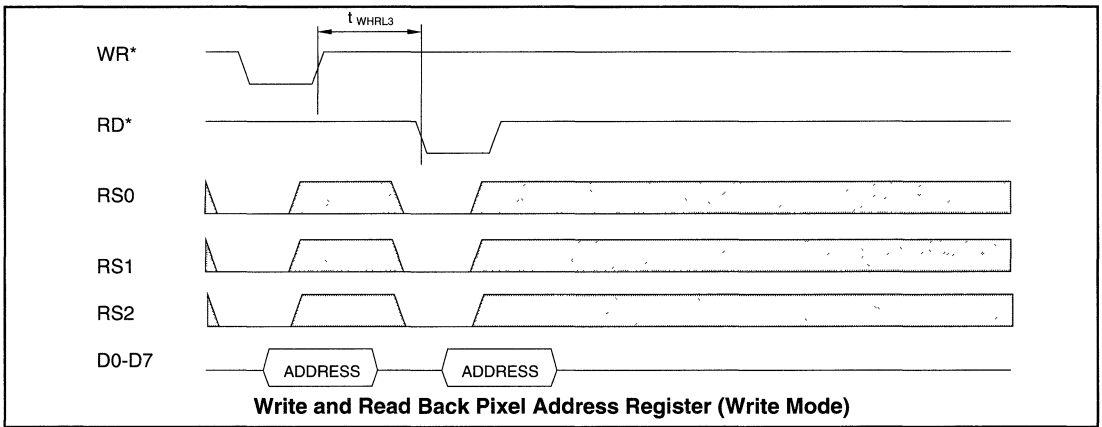 t WHRL3
WR*
RD*
RS0
RS1
RS2
D0-D7
ADDRESS ADDRESS
Write and Read Back Pixel Address Register (Write Mode)